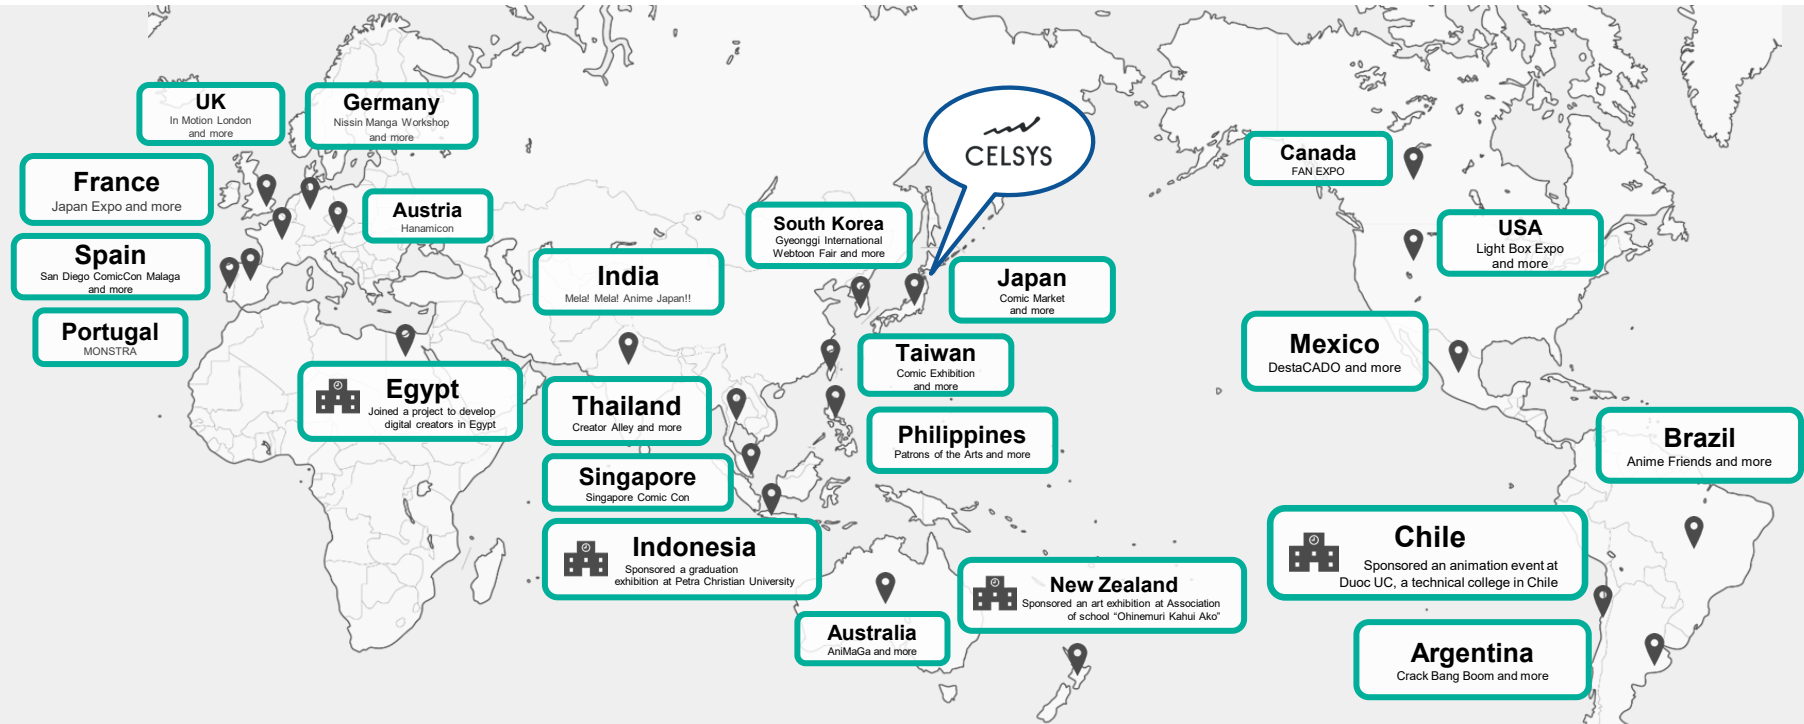 UK
In Motion London
and more
Germany
Nissin Manga Workshop
and more
France
Japan Expo and more
Austria
Hanamicon
Spain
San Diego ComicCon Malaga
and more
Portugal
MONSTRA
Egypt
Joined a project to develop
digital creators in Egypt
India
Mela! Mela! Anime Japan!!
South Korea
Gyeonggi International
Webtoon Fair and more
CELSYS
Japan
Comic Market
and more
Taiwan
Comic Exhibition
and more
Thailand
Creator Alley and more
Philippines
Patrons of the Arts and more
Singapore
Singapore Comic Con
Indonesia
Sponsored a graduation
exhibition at Petra Christian University
Australia
AniMaGa and more
New Zealand
Sponsored an art exhibition at Association
of school “Ohinemuri Kahui Ako”
Canada
FAN EXPO
USA
Light Box Expo
and more
Mexico
DestaCADO and more
Brazil
Anime Friends and more
Chile
Sponsored an animation event at
Duoc UC, a technical college in Chile
Argentina
Crack Bang Boom and more